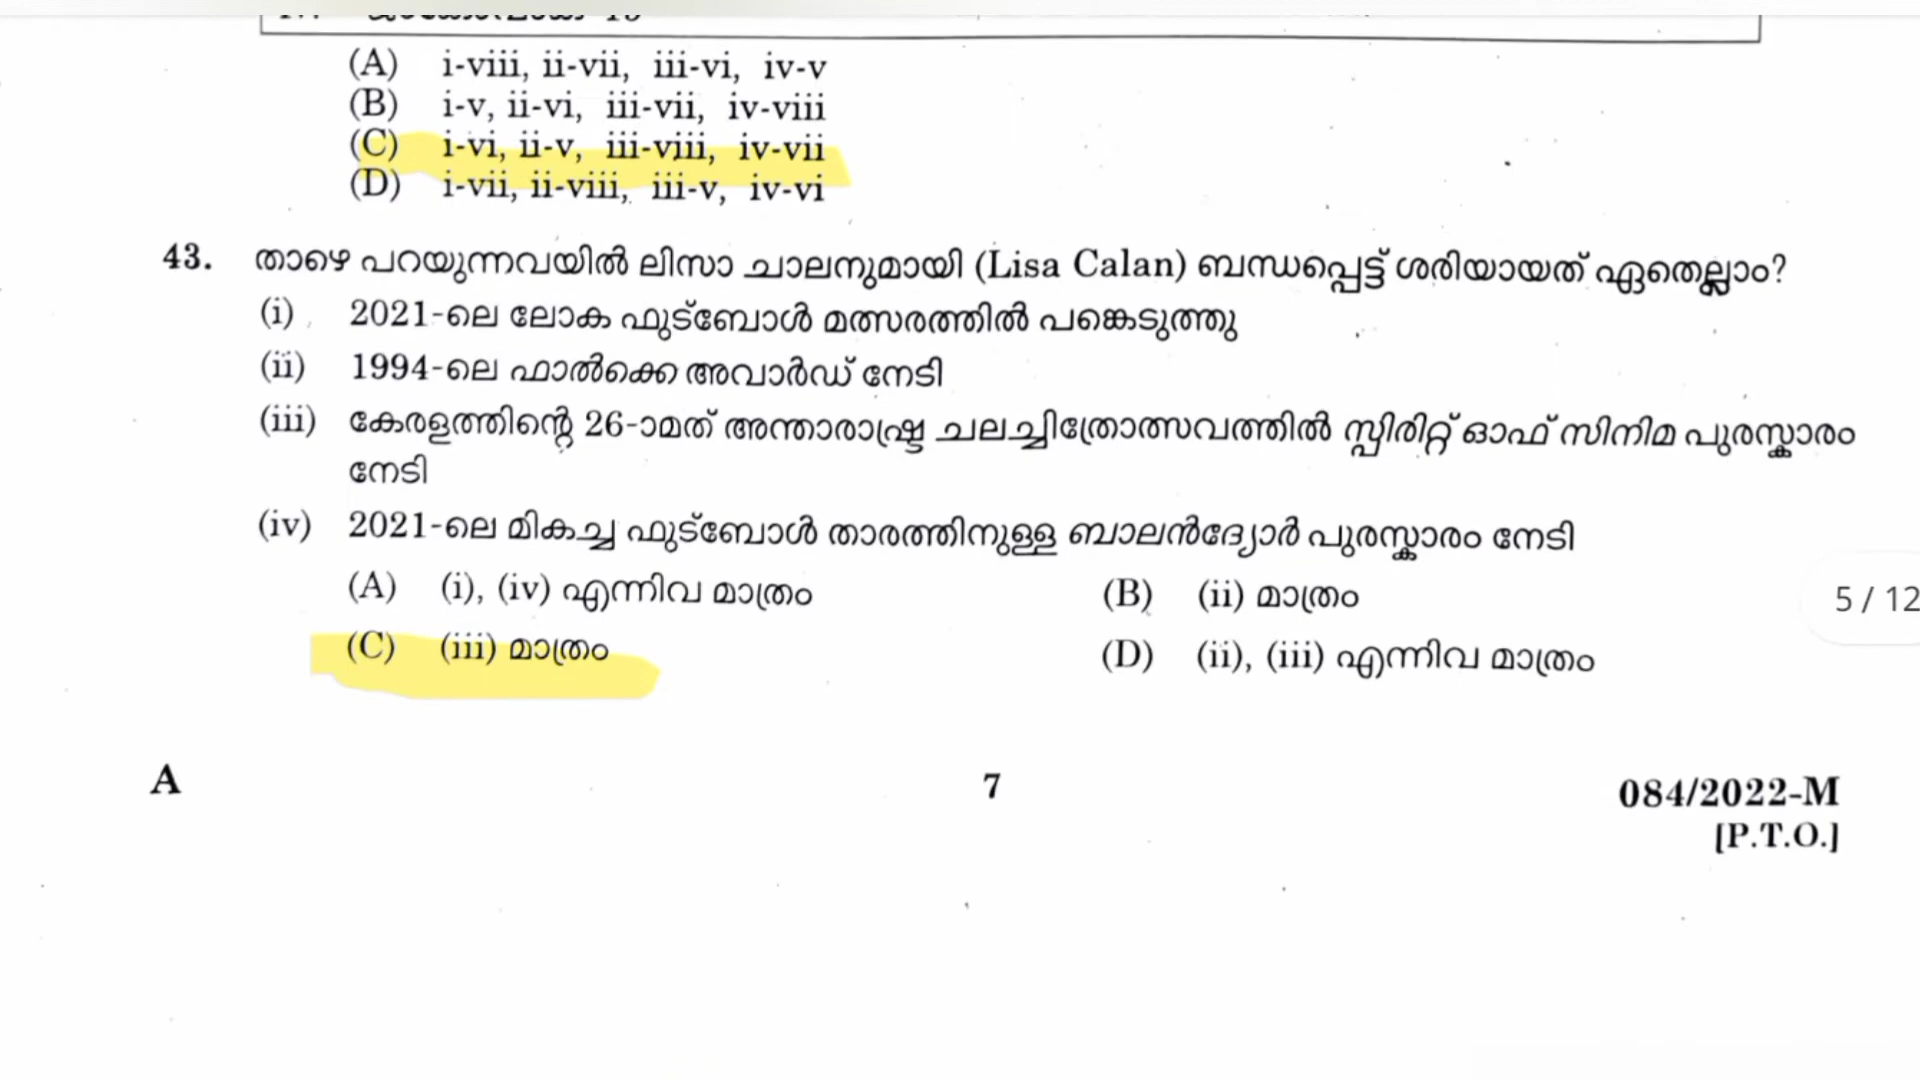 (A) i-viii, ii-vii, iii-vi, iv-v
(B) i-v, ii-vi, iii-vii, iv-viii
(C) i-vi, ii-v, iii-viii, iv-vii
(D) i-vii, ii-viii, iii-v, iv-vi
43. താഴെ പറയുന്നവയിൽ ലിസാ ചാലനുമായി (Lisa Calan) ബന്ധപ്പെട്ട് ശരിയായത് ഏതെല്ലാം?
(i) 2021-ലെ ലോക ഫുട്ബോൾ മത്സരത്തിൽ പങ്കെടുത്തു
(ii) 1994-ലെ ഫാൽക്കെ അവാർഡ് നേടി
(iii) കേരളത്തിന്റെ 26-ാമത് അന്താരാഷ്ട്ര ചലച്ചിത്രോത്സവത്തിൽ സ്പിരിറ്റ് ഓഫ് സിനിമ പുരസ്കാരം
നേടി
(iv) 2021-ലെ മികച്ച ഫുട്ബോൾ താരത്തിനുള്ള ബാലൻദ്യോർ പുരസ്കാരം നേടി
(A) (i), (iv) എന്നിവ മാത്രം (B) (ii) മാത്രം
5 / 12
(C) (iii) മാത്രം (D) (ii), (iii) എന്നിവ മാത്രം
A 7 084/2022-M
[P.T.O.]